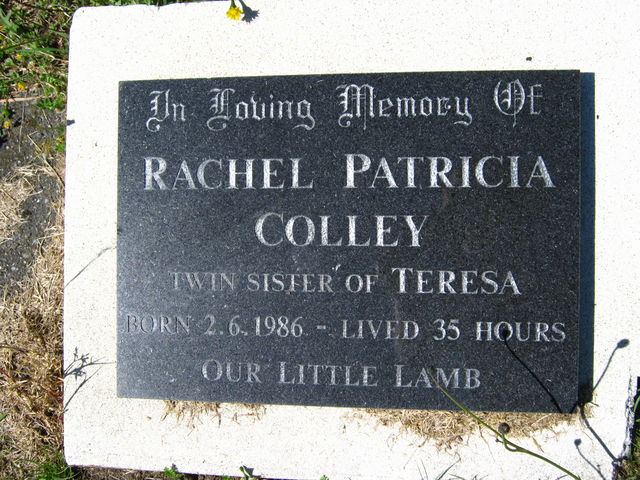 In Loving Memory Of
RACHEL PATRICIA
COLLEY
TWIN SISTER OF TERESA
BORN 2.6.1986 - LIVED 35 HOURS
OUR LITTLE LAMB